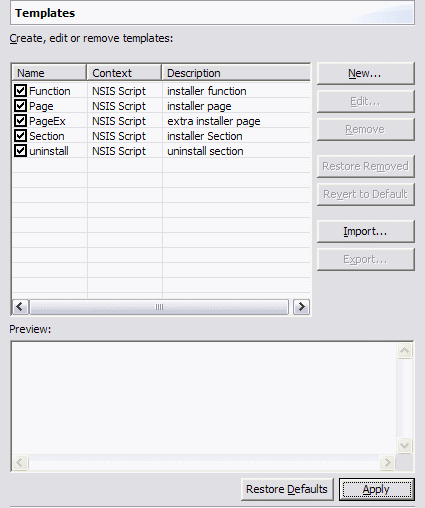 Templates
Create, edit or remove templates:
Name Context Description
Function NSIS Script installer function
Page NSIS Script installer page
PageEx NSIS Script extra installer page
Section NSIS Script installer Section
uninstall NSIS Script uninstall section
New...
Edit...
Remove
Restore Removed
Revert to Default
Import...
Export...
Preview:
Restore Defaults
Apply